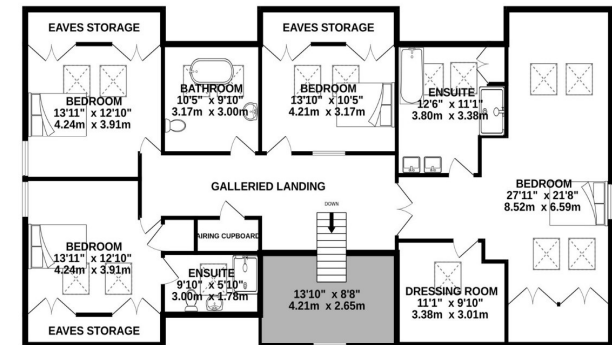 EAVES STORAGE
EAVES STORAGE
BEDROOM
13'11" x 12'10"
4.24m x 3.91m
BATHROOM
10'5" x 9'10"
3.17m x 3.00m
BEDROOM
13'10" x 10'5"
4.21m x 3.17m
ENSUITE
12'6" x 11'1"
3.80m x 3.38m
GALLERIED LANDING
BEDROOM
27'11" x 21'8"
8.52m x 6.59m
DOWN
AIRING CUPBOARD
BEDROOM
13'11" x 12'10"
4.24m x 3.91m
ENSUITE
9'10" x 5'10"
3.00m x 1.78m
13'10" x 8'8"
4.21m x 2.65m
DRESSING ROOM
11'1" x 9'10"
3.38m x 3.01m
EAVES STORAGE